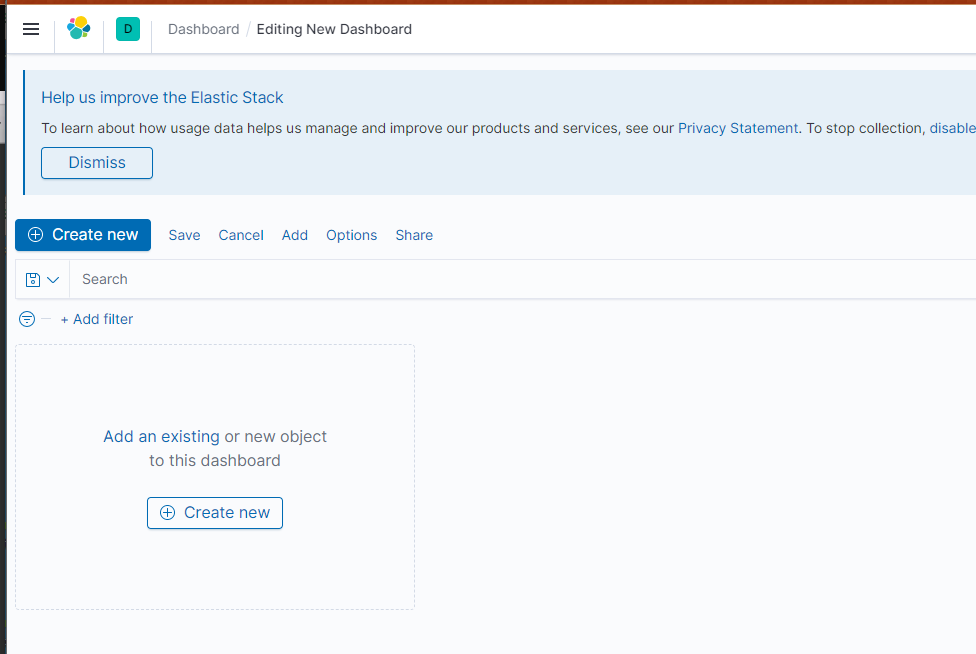 D Dashboard / Editing New Dashboard
Help us improve the Elastic Stack
To learn about how usage data helps us manage and improve our products and services, see our Privacy Statement. To stop collection, disable
Dismiss
Create new Save Cancel Add Options Share
Search
+ Add filter
Add an existing or new object
to this dashboard
Create new